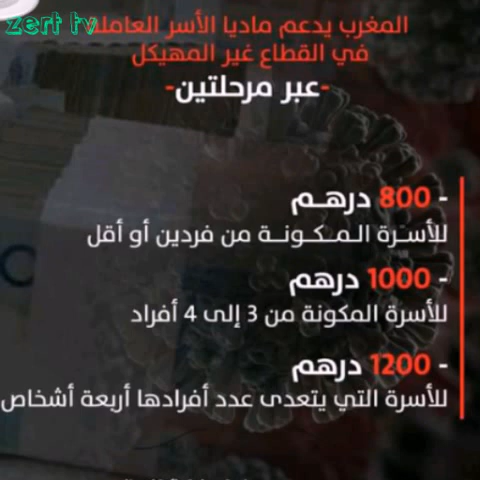 zert tv
المغرب يدعم ماديا الأسر العاملة
في القطاع غير المهيكل
-عبر مرحلتين-
- 800 درهم
للأسرة المكونة من فردين أو أقل
- 1000 درهم
للأسرة المكونة من 3 إلى 4 أفراد
- 1200 درهم
للأسرة التي يتعدى عدد أفرادها أربعة أشخاص